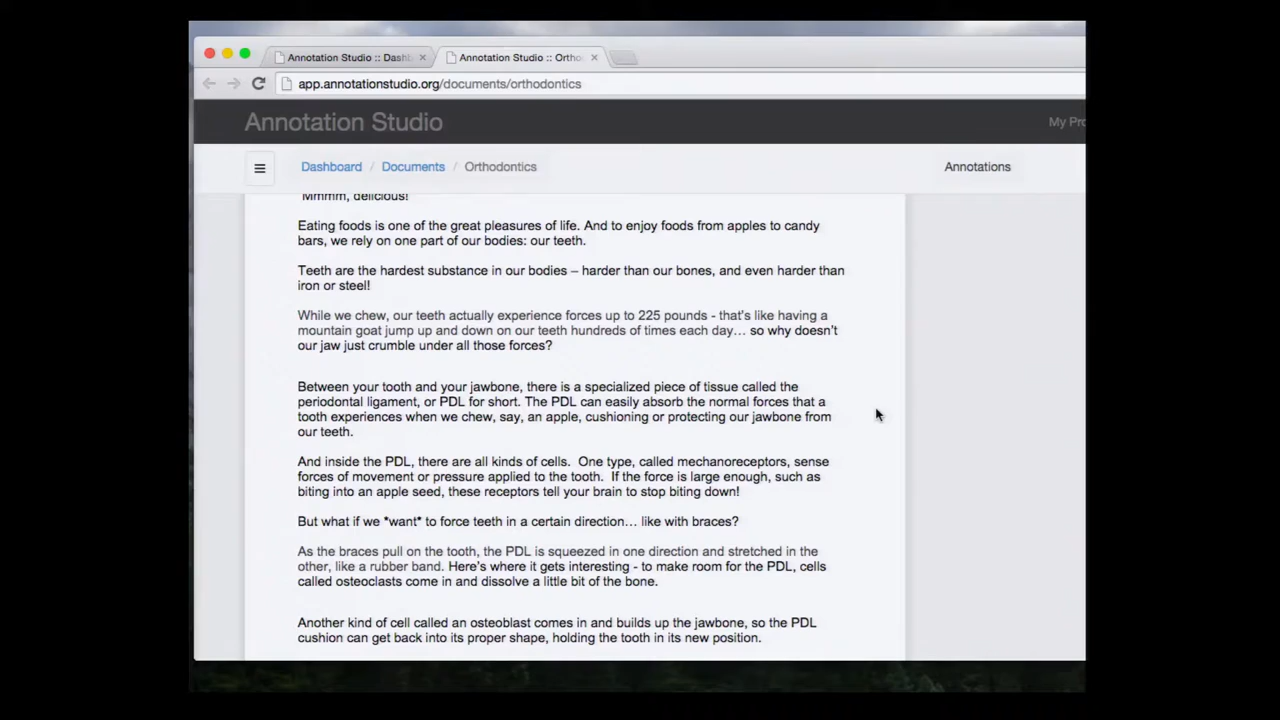 Annotation Studio :: Dashb
Annotation Studio :: Ortho
app.annotationstudio.org/documents/orthodontics
Annotation Studio
My Pro
Dashboard / Documents / Orthodontics
Annotations
Mmmm, delicious!
Eating foods is one of the great pleasures of life. And to enjoy foods from apples to candy
bars, we rely on one part of our bodies: our teeth.
Teeth are the hardest substance in our bodies – harder than our bones, and even harder than
iron or steel!
While we chew, our teeth actually experience forces up to 225 pounds - that's like having a
mountain goat jump up and down on our teeth hundreds of times each day… so why doesn't
our jaw just crumble under all those forces?
Between your tooth and your jawbone, there is a specialized piece of tissue called the
periodontal ligament, or PDL for short. The PDL can easily absorb the normal forces that a
tooth experiences when we chew, say, an apple, cushioning or protecting our jawbone from
our teeth.
And inside the PDL, there are all kinds of cells. One type, called mechanoreceptors, sense
forces of movement or pressure applied to the tooth. If the force is large enough, such as
biting into an apple seed, these receptors tell your brain to stop biting down!
But what if we *want* to force teeth in a certain direction… like with braces?
As the braces pull on the tooth, the PDL is squeezed in one direction and stretched in the
other, like a rubber band. Here's where it gets interesting - to make room for the PDL, cells
called osteoclasts come in and dissolve a little bit of the bone.
Another kind of cell called an osteoblast comes in and builds up the jawbone, so the PDL
cushion can get back into its proper shape, holding the tooth in its new position.